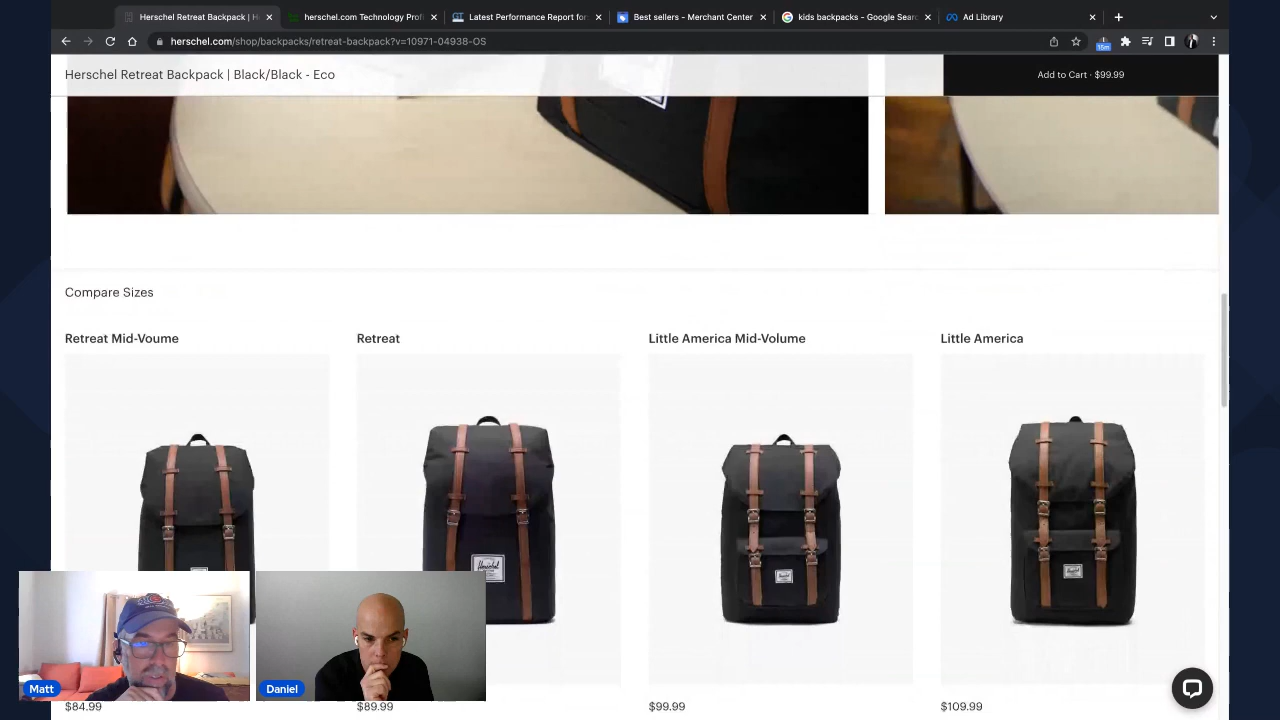 Herschel Retreat Backpack | H
herschel.com Technology Profi
Latest Performance Report for
Best sellers – Merchant Center
kids backpacks - Google Sear
Ad Library
herschel.com/shop/backpacks/retreat-backpack?v=10971-04938-OS
15m
Herschel Retreat Backpack | Black/Black - Eco
Add to Cart · $99.99
Compare Sizes
Retreat Mid-Voume
Retreat
Little America Mid-Volume
Little America
Herschel
Matt
Daniel
$84.99
$89.99
$99.99
$109.99